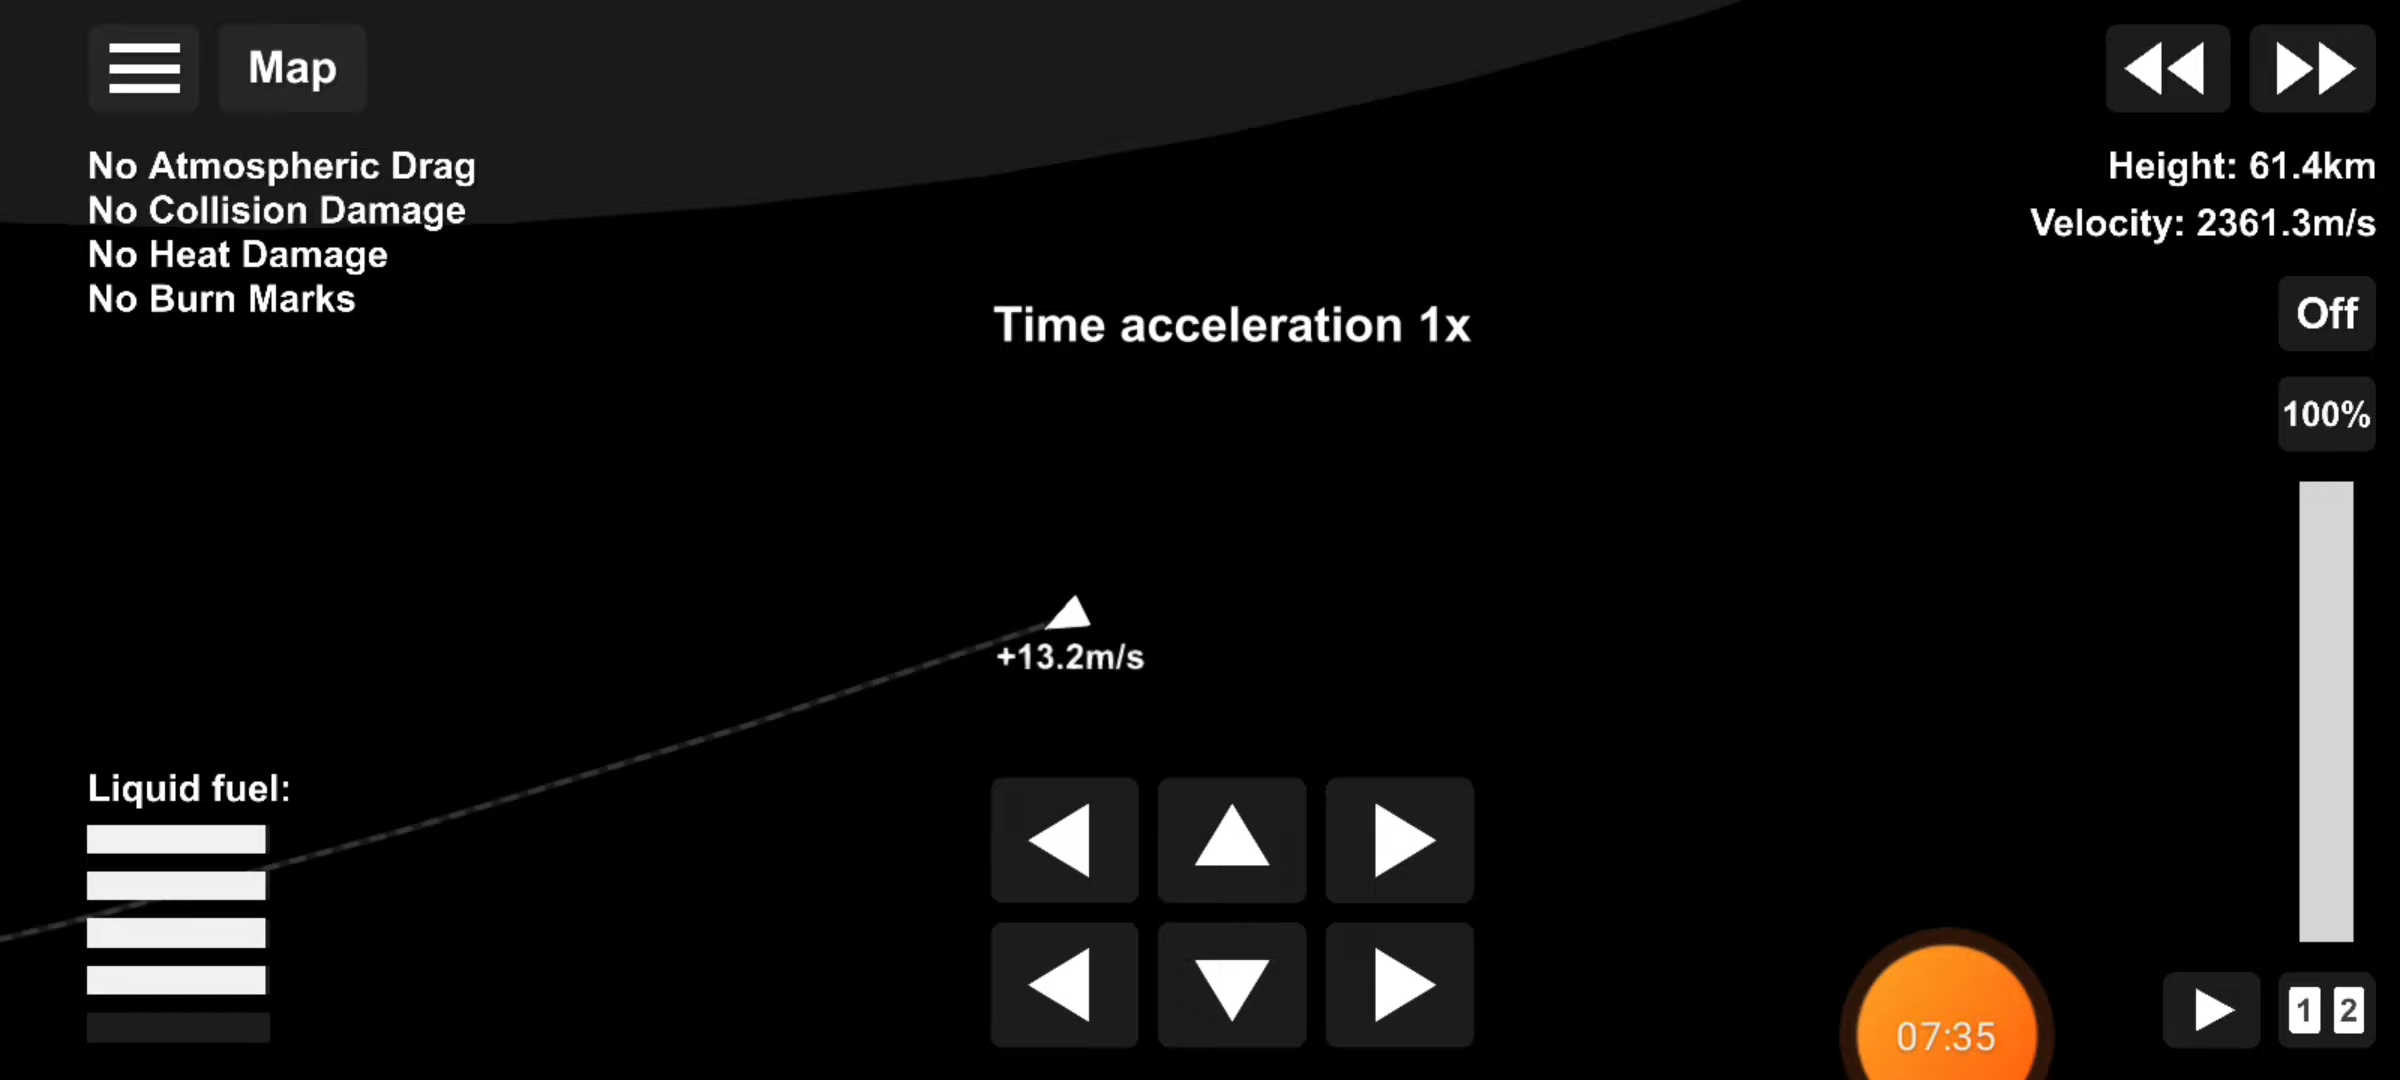 Map
No Atmospheric Drag
No Collision Damage
No Heat Damage
No Burn Marks
Height: 61.4km
Velocity: 2361.3m/s
Time acceleration 1x
Off
100%
+13.2m/s
Liquid fuel:
07:35
1 2